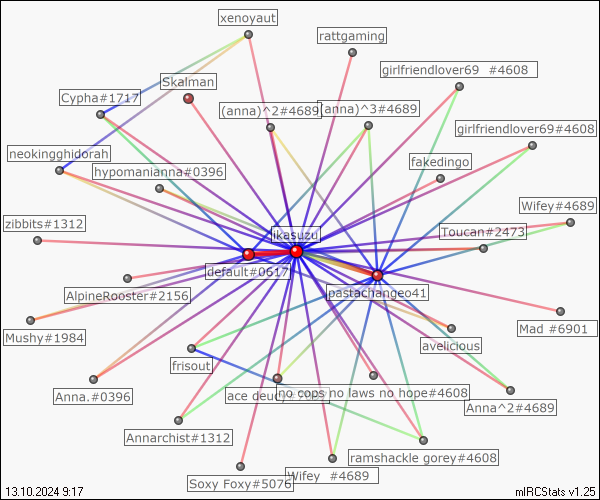 xenoyaut
rattgaming
girlfriendlover69 #4608
Skalman
Cypha#1717
(anna)^2#4689
(anna)^3#4689
girlfriendlover69#4608
neokingghidorah
fakedingo
hypomanianna#0396
Wifey#4689
zibbits#1312
Toucan#2473
ikasuzu
default#0617
pastachangeo41
AlpineRooster#2156
Mushy#1984
Mad #6901
avelicious
frisout
Anna.#0396
ace deucy
no cops no laws no hope#4608
Anna^2#4689
Annarchist#1312
ramshackle gorey#4608
Soxy Foxy#5076
Wifey #4689
13.10.2024 9:17
mIRCStats v1.25